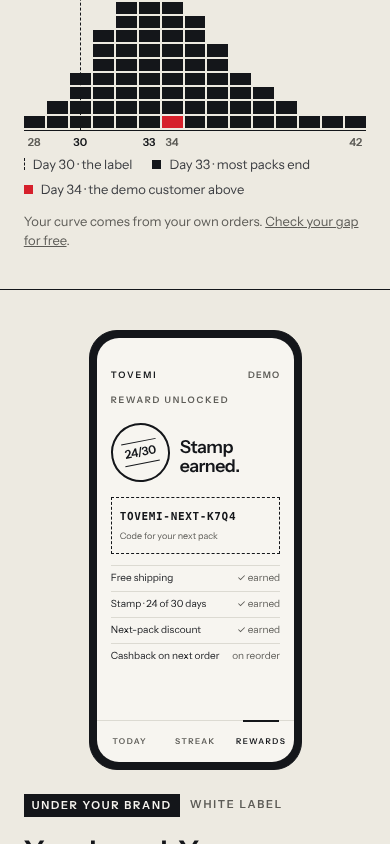 28 30 33 34 42
Day 30 · the label Day 33 · most packs end
Day 34 · the demo customer above
Your curve comes from your own orders. Check your gap
for free.
TOVEMI DEMO
REWARD UNLOCKED
24/30
Stamp
earned.
TOVEMI-NEXT-K7Q4
Code for your next pack
Free shipping ✓ earned
Stamp · 24 of 30 days ✓ earned
Next-pack discount ✓ earned
Cashback on next order on reorder
TODAY STREAK REWARDS
UNDER YOUR BRAND WHITE LABEL